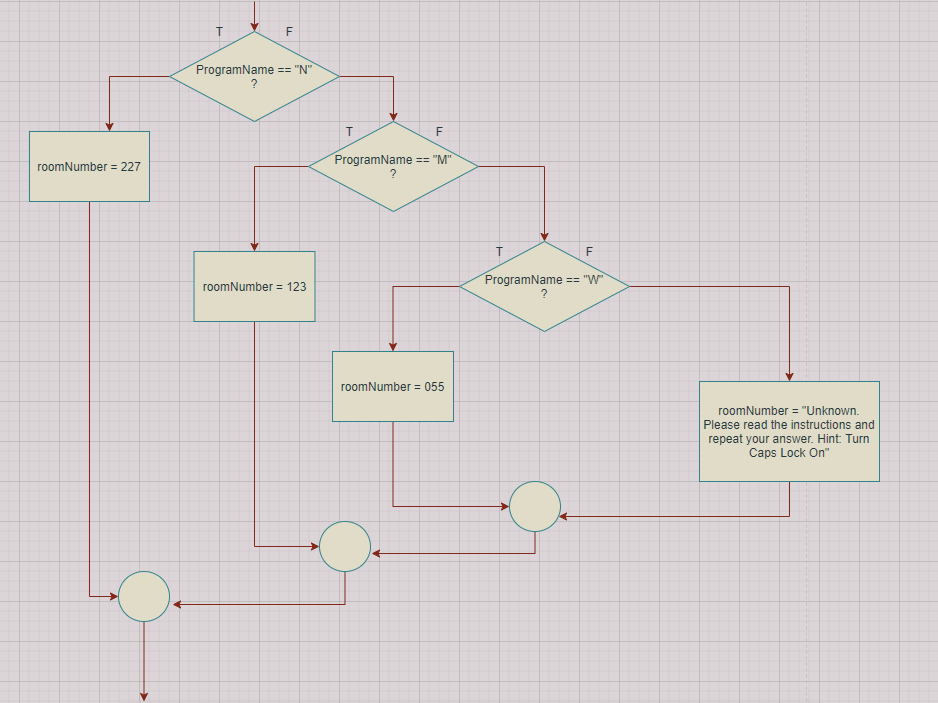 T F
ProgramName == "N"
?
T F
ProgramName == "M"
?
roomNumber = 227
T F
ProgramName == "W"
?
roomNumber = 123
roomNumber = 055
roomNumber = "Unknown.
Please read the instructions and
repeat your answer. Hint: Turn
Caps Lock On"